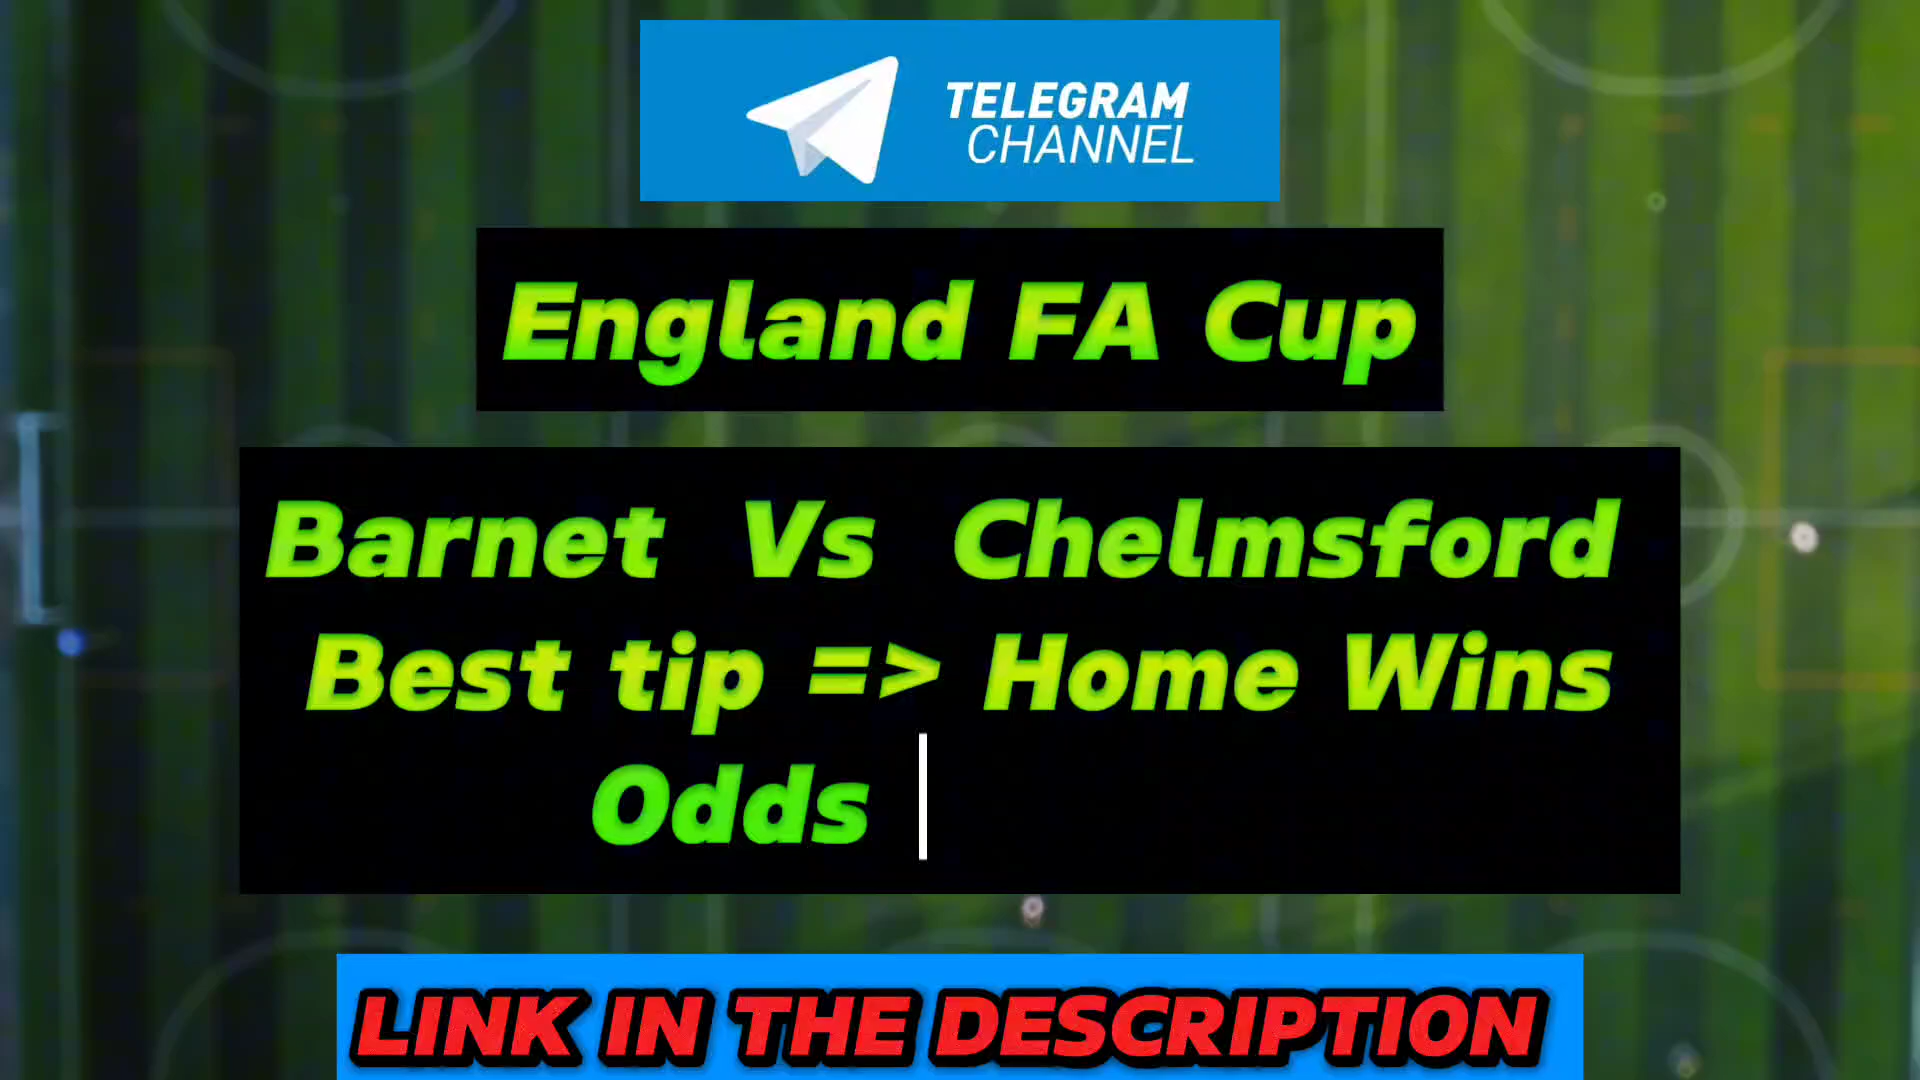 TELEGRAM
CHANNEL
England FA Cup
Barnet Vs Chelmsford
Best tip => Home Wins
Odds
LINK IN THE DESCRIPTION